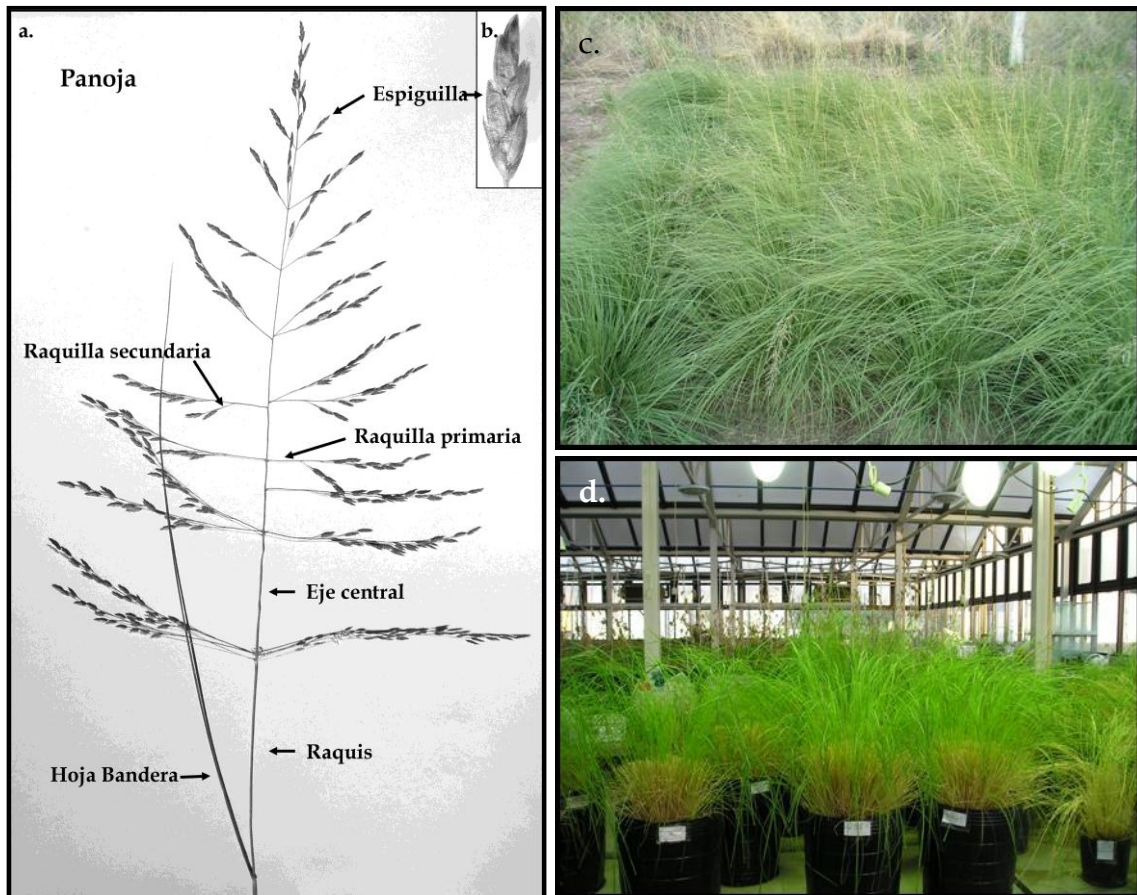 a.
b.
Panoja
Espiguilla
Raquilla secundaria
Raquilla primaria
Eje central
Raquis
Hoja Bandera
c.
d.